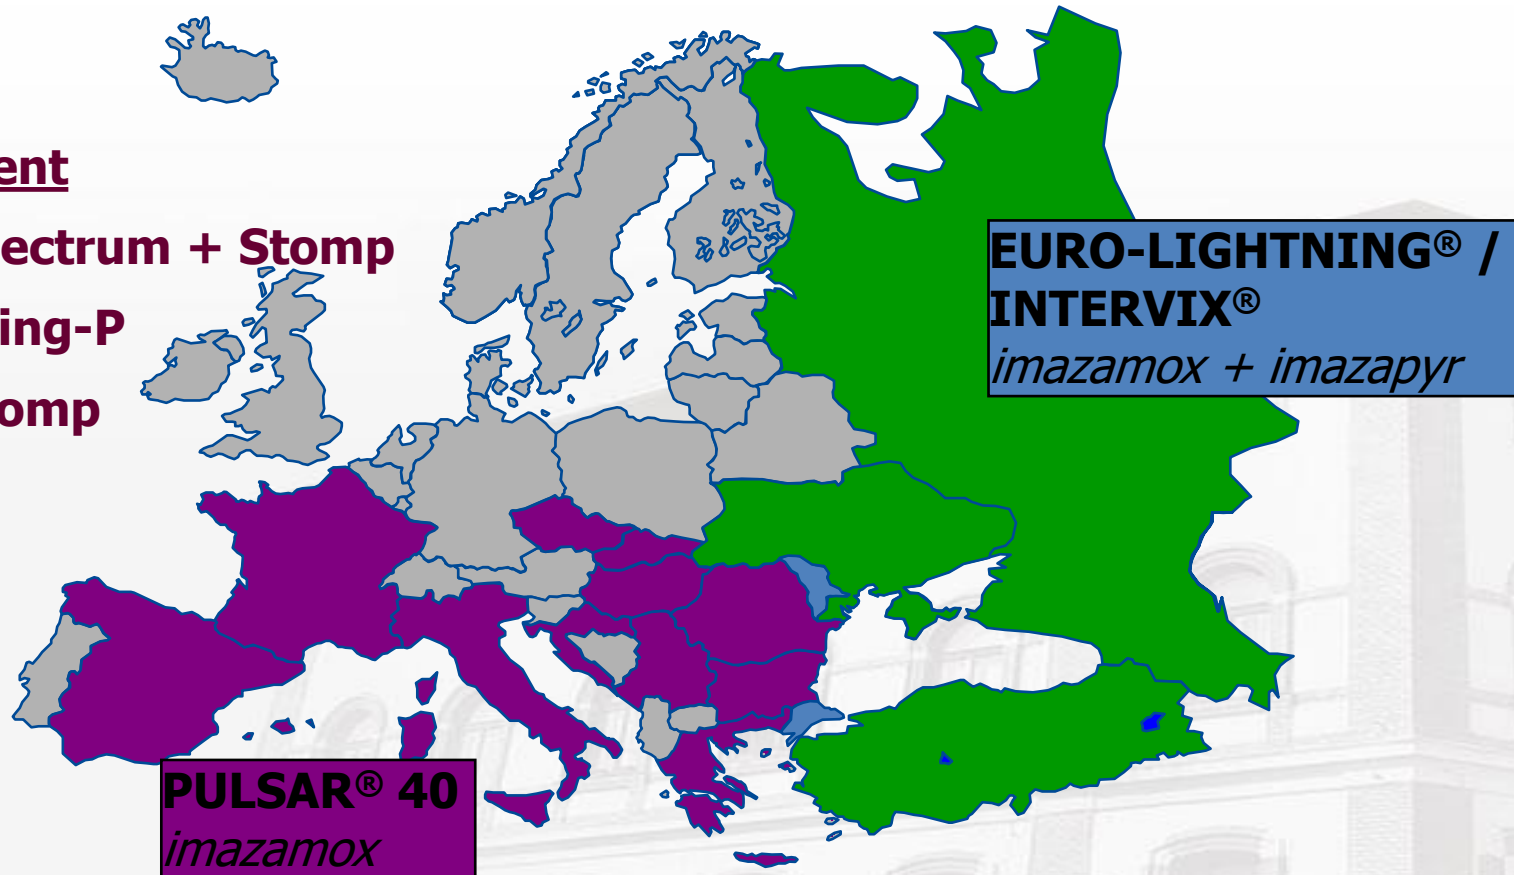 ent
ectrum + Stomp
ing-P
omp
EURO-LIGHTNING® /
INTERVIX®
imazamox + imazapyr
PULSAR® 40
imazamox